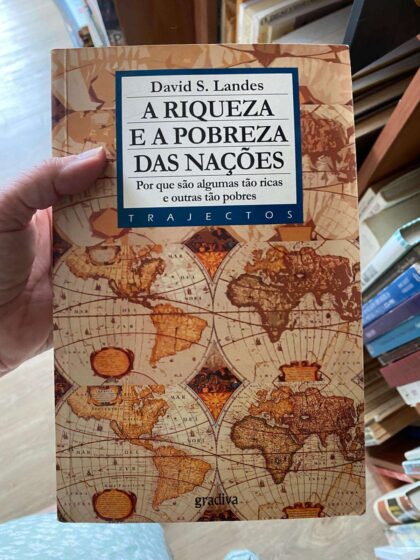 David S. Landes
A RIQUEZA
E A POBREZA
DAS NAÇÕES
Por que são algumas tão ricas
e outras tão pobres
TRAJECTOS
gradiva